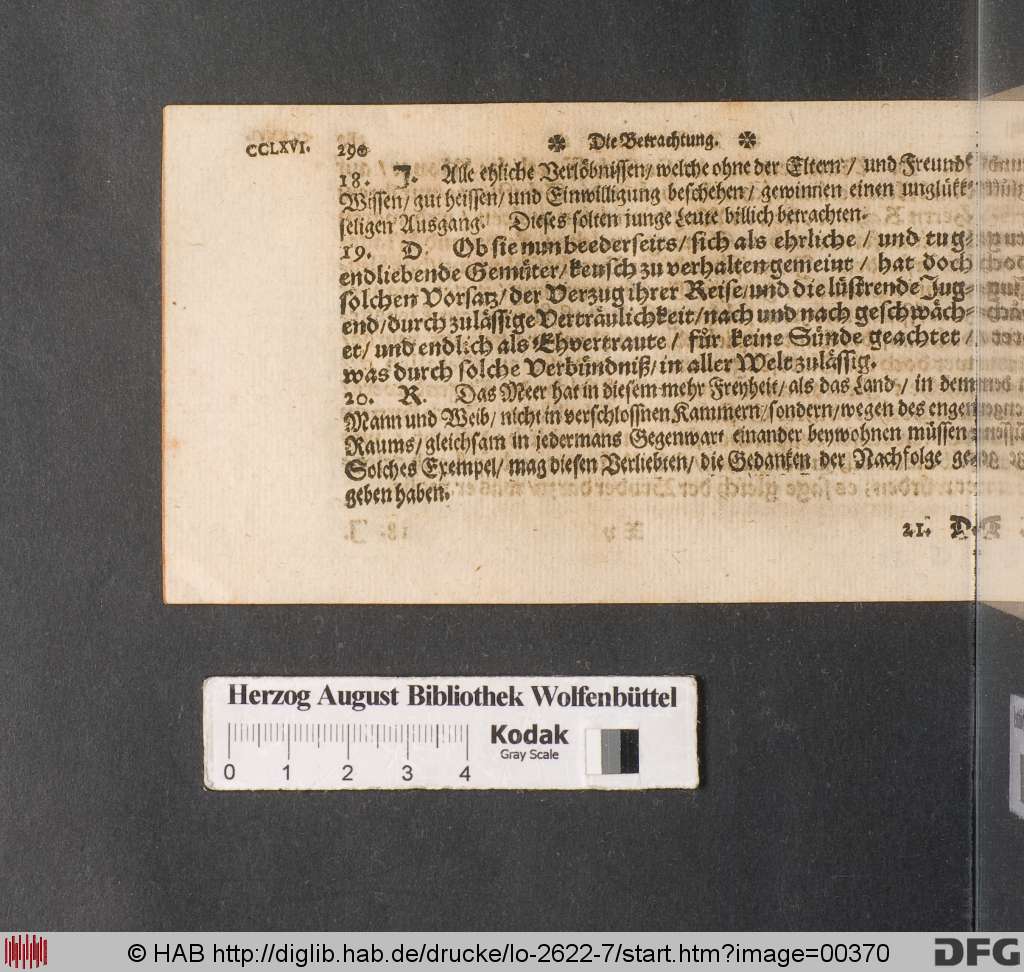 CCLXVI. 290 ✲ Die Betrachtung. ✲
18. J. Alle ehliche Verlöbnissen/ welche ohne der Eltern/ und Freunde
Wissen/ gut heissen/ und Einwilligung beschehen/ gewinnen einen unglük-
seligen Ausgang. Dieses solten junge Leute billich betrachten.
19. D. Ob sie nun beederseits/ sich als ehrliche/ und tug-
endliebende Gemüter/ keusch zu verhalten gemeint/ hat doch
solchen Vorsatz/ der Verzug ihrer Reise/ und die lüstrende Jug-
end/ durch zulässige Verträulichkeit/ nach und nach geschwäch-
et/ und endlich als Ehvertraute/ für keine Sünde geachtet/
was durch solche Verbündniß/ in aller Welt zulässig.
20. R. Das Meer hat in diesem mehr Freyheit/ als das Land/ in dem
Mann und Weib/ nicht in verschlossnen Kammern/ sondern/ wegen des engen
Raums/ gleichsam in jedermans Gegenwart einander beywohnen müssen
Solches Exempel/ mag diesen Verliebten/ die Gedanken der Nachfolge ge-
geben haben.
21. D.
Herzog August Bibliothek Wolfenbüttel
Kodak
Gray Scale
0 1 2 3 4
© HAB http://diglib.hab.de/drucke/lo-2622-7/start.htm?image=00370 DFG